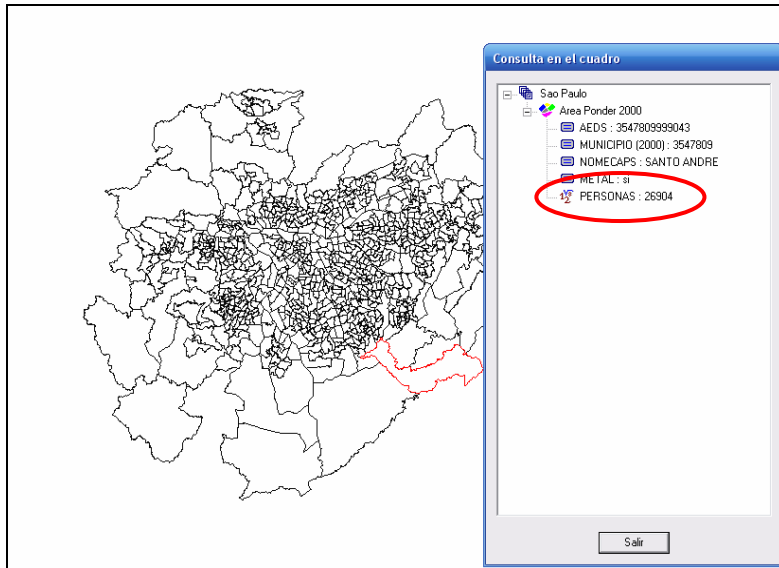 Consulta en el cuadro
Sao Paulo
Area Ponder 2000
AEDS : 3547809999043
MUNICIPIO (2000) : 3547809
NOMECAPS : SANTO ANDRE
METAL : si
PERSONAS : 26904
Salir